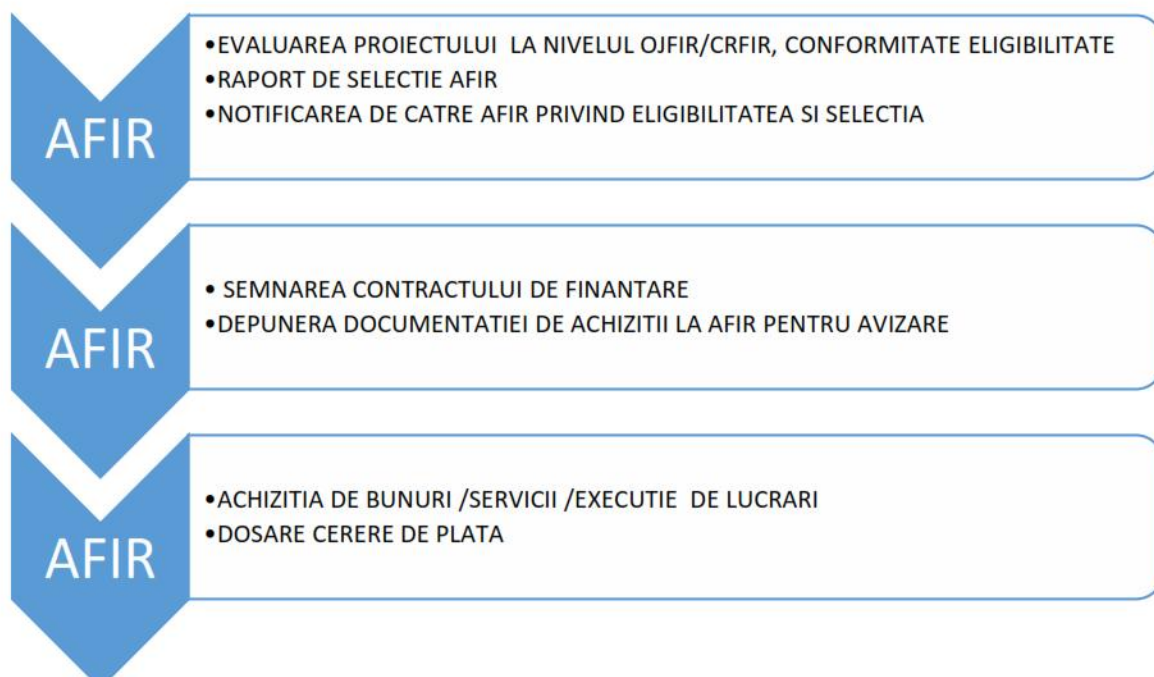 AFIR
•EVALUAREA PROIECTULUI LA NIVELUL OJFIR/CRFIR, CONFORMITATE ELIGIBILITATE
•RAPORT DE SELECTIE AFIR
•NOTIFICAREA DE CATRE AFIR PRIVIND ELIGIBILITATEA SI SELECTIA
AFIR
• SEMNAREA CONTRACTULUI DE FINANTARE
•DEPUNERA DOCUMENTATIEI DE ACHIZITII LA AFIR PENTRU AVIZARE
AFIR
•ACHIZITIA DE BUNURI /SERVICII /EXECUTIE DE LUCRARI
•DOSARE CERERE DE PLATA